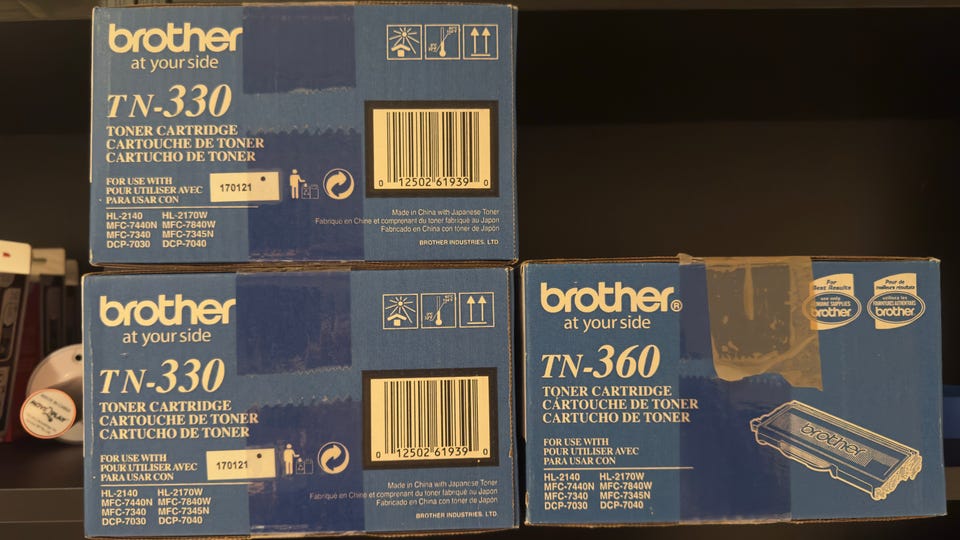 brother
at your side
TN-330
TONER CARTRIDGE
CARTOUCHE DE TONER
CARTUCHO DE TONER
FOR USE WITH
POUR UTILISER AVEC
PARA USAR CON
170121
HL-2140 HL-2170W
MFC-7440N MFC-7840W
MFC-7340 MFC-7345N
DCP-7030 DCP-7040
0 12502 61939 0
Made in China with Japanese Toner
Fabriqué en Chine et comprenant du toner fabriqué au Japon
Fabricado en China con tóner de Japón
BROTHER INDUSTRIES, LTD.
brother
at your side
TN-330
TONER CARTRIDGE
CARTOUCHE DE TONER
CARTUCHO DE TONER
FOR USE WITH
POUR UTILISER AVEC
PARA USAR CON
170121
HL-2140 HL-2170W
MFC-7440N MFC-7840W
MFC-7340 MFC-7345N
DCP-7030 DCP-7040
0 12502 61939 0
Made in China with Japanese Toner
Fabriqué en Chine et comprenant du toner fabriqué au Japon
Fabricado en China con tóner de Japón
BROTHER INDUSTRIES, LTD.
brother®
at your side
TN-360
TONER CARTRIDGE
CARTOUCHE DE TONER
CARTUCHO DE TONER
FOR USE WITH
POUR UTILISER AVEC
PARA USAR CON
HL-2140 HL-2170W
MFC-7440N MFC-7840W
MFC-7340 MFC-7345N
DCP-7030 DCP-7040
For
Best Results
use only
GENUINE SUPPLIES
brother
Pour de
meilleurs résultats
utilisez les
FOURNITURES AUTHENTIQUES
brother
brother